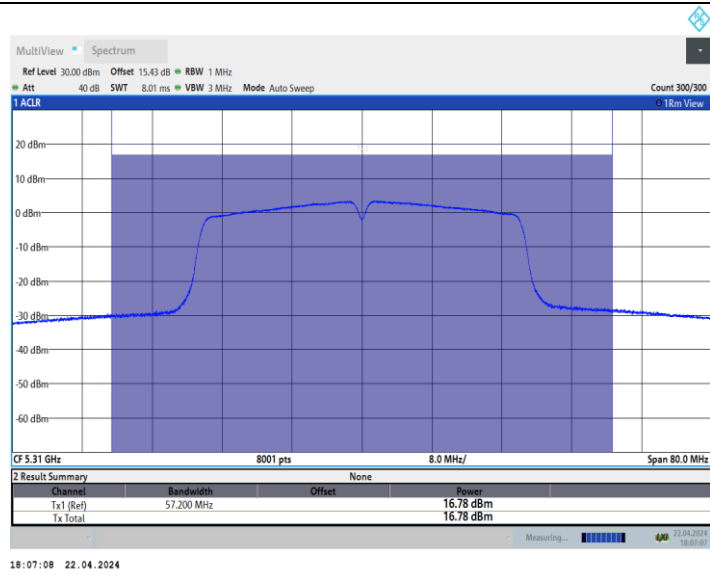 MultiView Spectrum
Ref Level 30.00 dBm Offset 15.43 dB RBW 1 MHz
Att 40 dB SWT 8.01 ms VBW 3 MHz Mode Auto Sweep Count 300/300
1 ACLR 1Rm View
20 dBm
10 dBm
0 dBm
-10 dBm
-20 dBm
-30 dBm
-40 dBm
-50 dBm
-60 dBm
CF 5.31 GHz 8001 pts 8.0 MHz/ Span 80.0 MHz
2 Result Summary None
Channel Bandwidth Offset Power
Tx1 (Ref) 57.200 MHz 16.78 dBm
Tx Total 16.78 dBm
Measuring... 22.04.2024
18:07:07
18:07:08 22.04.2024